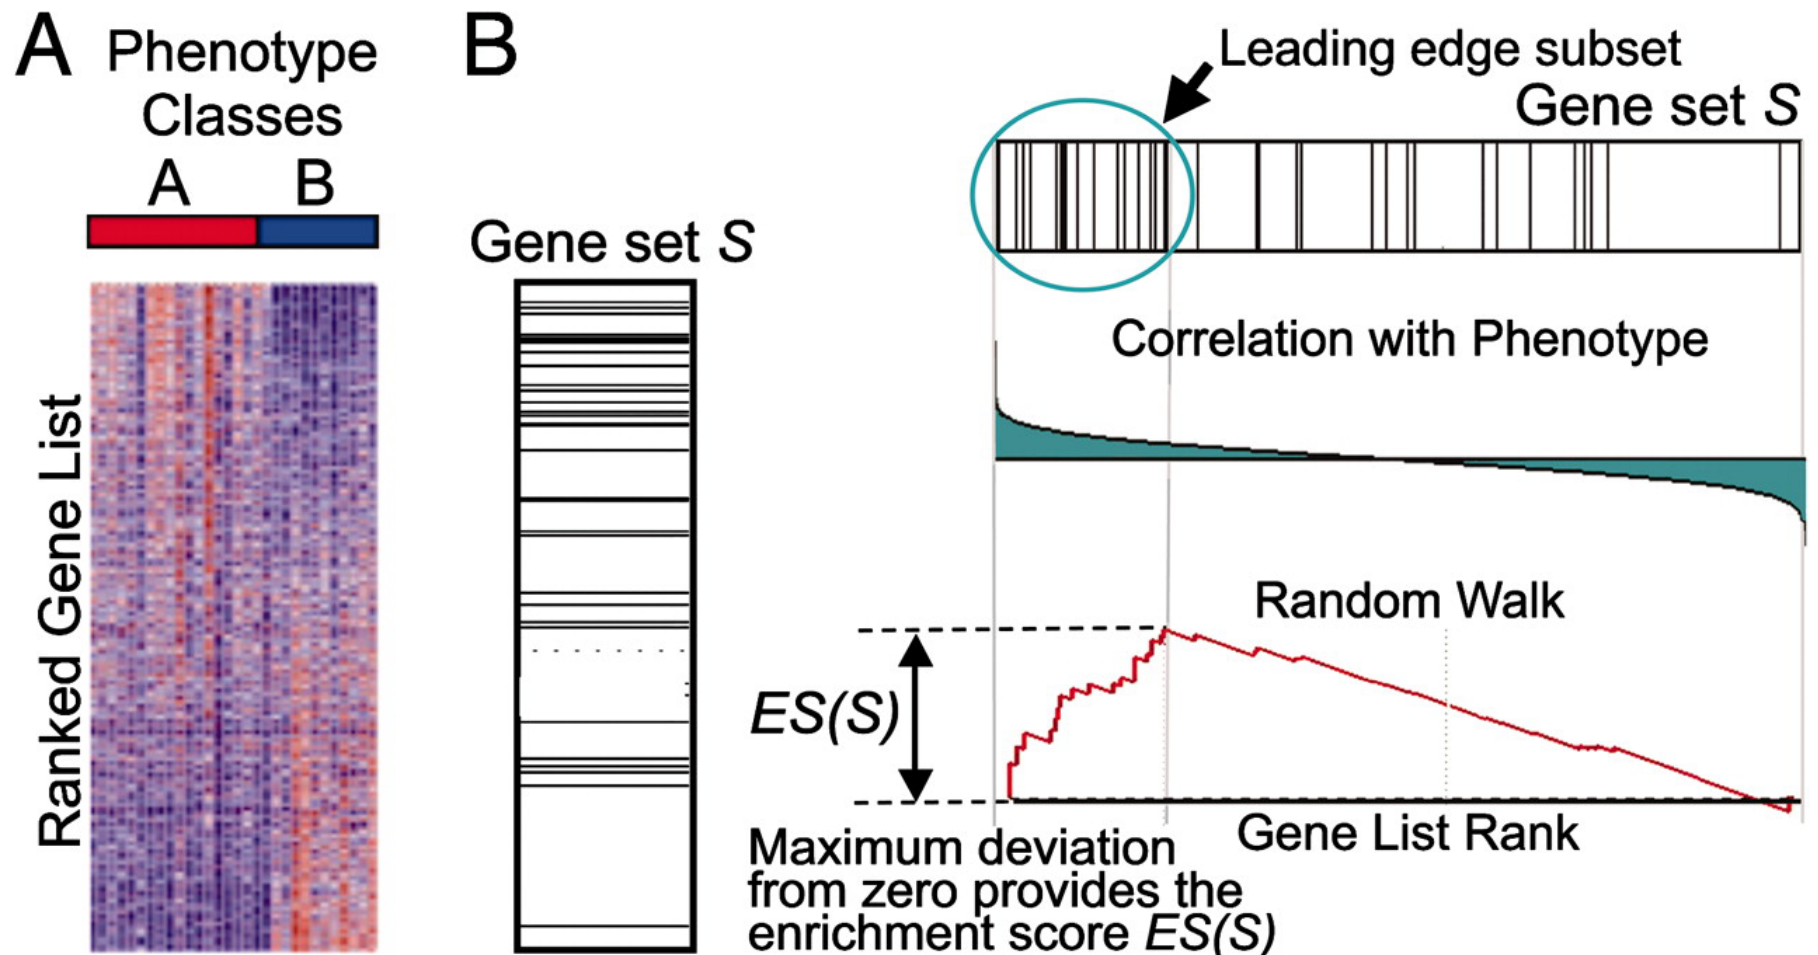 A
Phenotype
Classes
A B
Ranked Gene List
B
Gene set S
Leading edge subset
Gene set S
Correlation with Phenotype
Random Walk
ES(S)
Gene List Rank
Maximum deviation
from zero provides the
enrichment score ES(S)